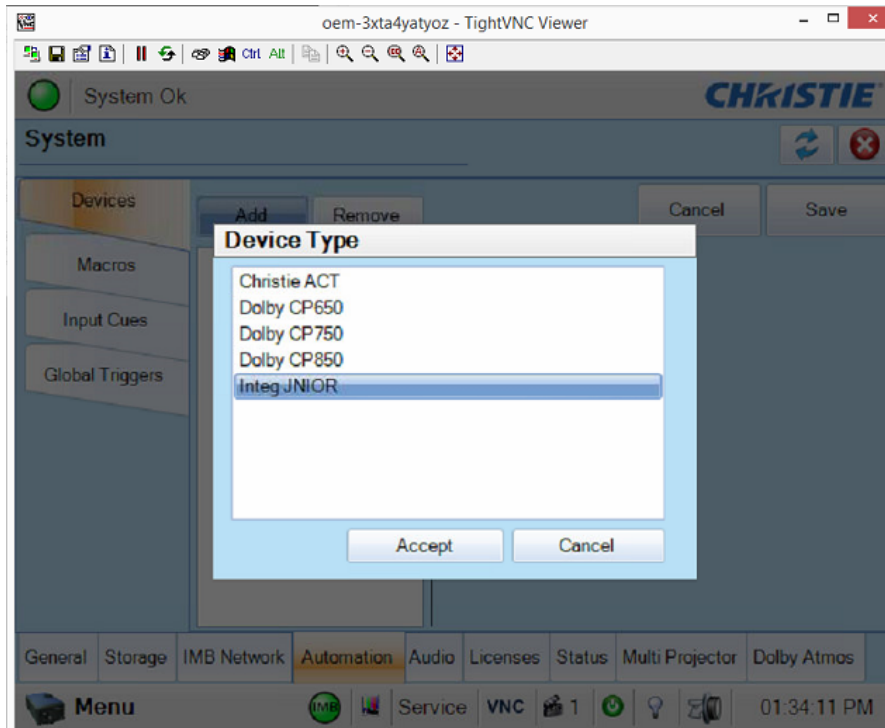 oem-3xta4yatyoz - TightVNC Viewer
Ctrl Alt
System Ok
CHRISTIE
System
Devices
Add Remove Cancel Save
Device Type
Macros
Input Cues
Global Triggers
Christie ACT
Dolby CP650
Dolby CP750
Dolby CP850
Integ JNIOR
Accept Cancel
General Storage IMB Network Automation Audio Licenses Status Multi Projector Dolby Atmos
Menu IMB Service VNC 1 01:34:11 PM